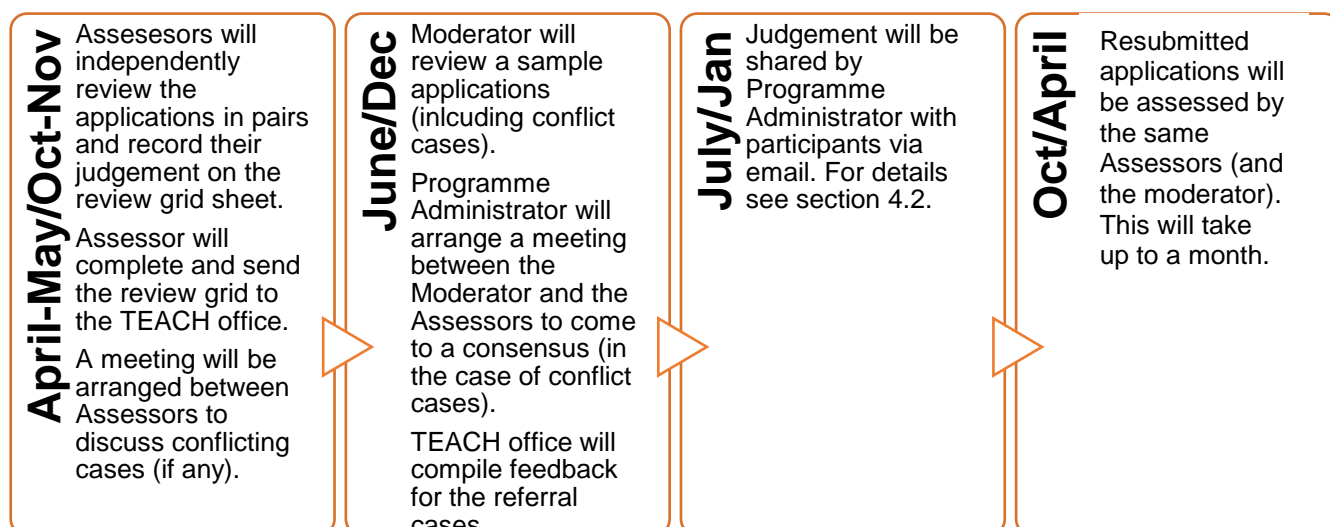 April-May/Oct-Nov
Assesesors will
independently
review the
applications in pairs
and record their
judgement on the
review grid sheet.
Assessor will
complete and send
the review grid to
the TEACH office.
A meeting will be
arranged between
Assessors to
discuss conflicting
cases (if any).
June/Dec
Moderator will
review a sample
applications
(inlcuding conflict
cases).
Programme
Administrator will
arrange a meeting
between the
Moderator and the
Assessors to come
to a consensus (in
the case of conflict
cases).
TEACH office will
compile feedback
for the referral
cases
July/Jan
Judgement will be
shared by
Programme
Administrator with
participants via
email. For details
see section 4.2.
Oct/April
Resubmitted
applications will
be assessed by
the same
Assessors (and
the moderator).
This will take
up to a month.